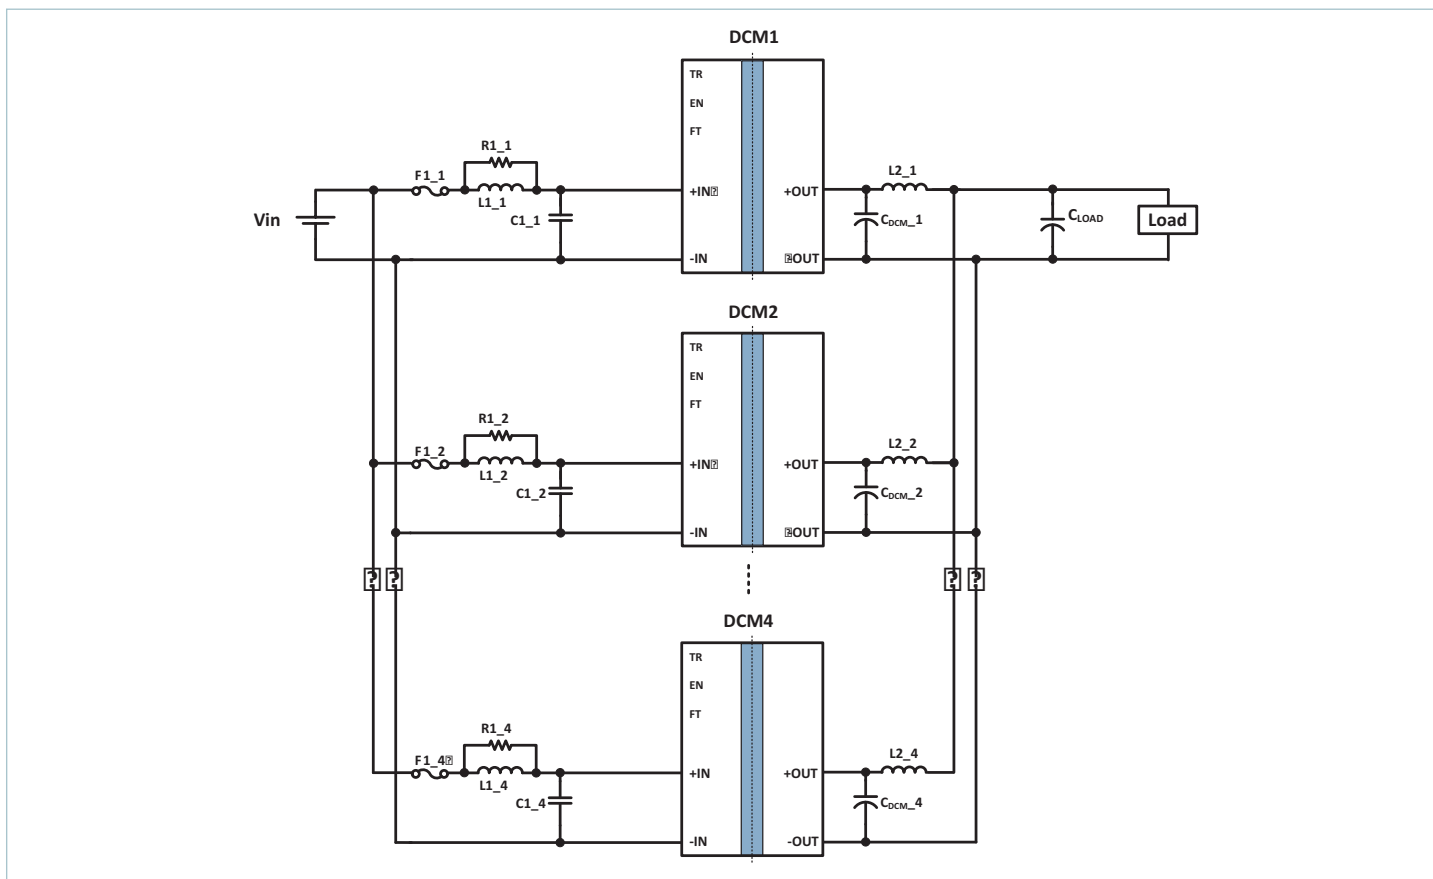 DCM1
TR
EN
FT
R1_1
F1_1
L1_1
C1_1
+IN
-IN
+OUT
OUT
L2_1
CDCM_1
CLOAD
Load
Vin
DCM2
TR
EN
FT
R1_2
F1_2
L1_2
C1_2
+IN
-IN
+OUT
OUT
L2_2
CDCM_2
DCM4
TR
EN
FT
R1_4
F1_4
L1_4
C1_4
+IN
-IN
+OUT
-OUT
L2_4
CDCM_4